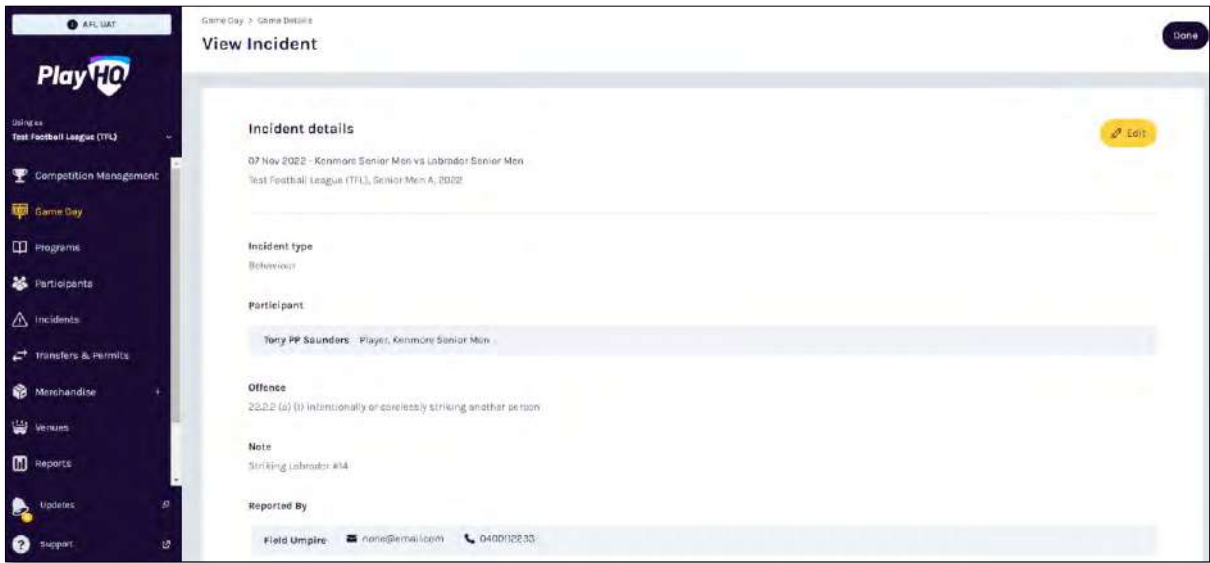 AFL UAT
PlayHQ
Using as
Test Football League (TFL)
Competition Management
Game Day
Programs
Participants
Incidents
Transfers & Permits
Merchandise +
Venues
Reports
Updates
Support
Game Day > Game Details
View Incident
Done
Incident details
Edit
07 Nov 2022 - Kenmore Senior Men vs Labrador Senior Men
Test Football League (TFL), Senior Men A, 2022
Incident type
Behaviour
Participant
Tony PP Saunders Player, Kenmore Senior Men
Offence
22.2.2 (a) (i) intentionally or carelessly striking another person
Note
Striking Labrador #14
Reported By
Field Umpire none@email.com 0400112233